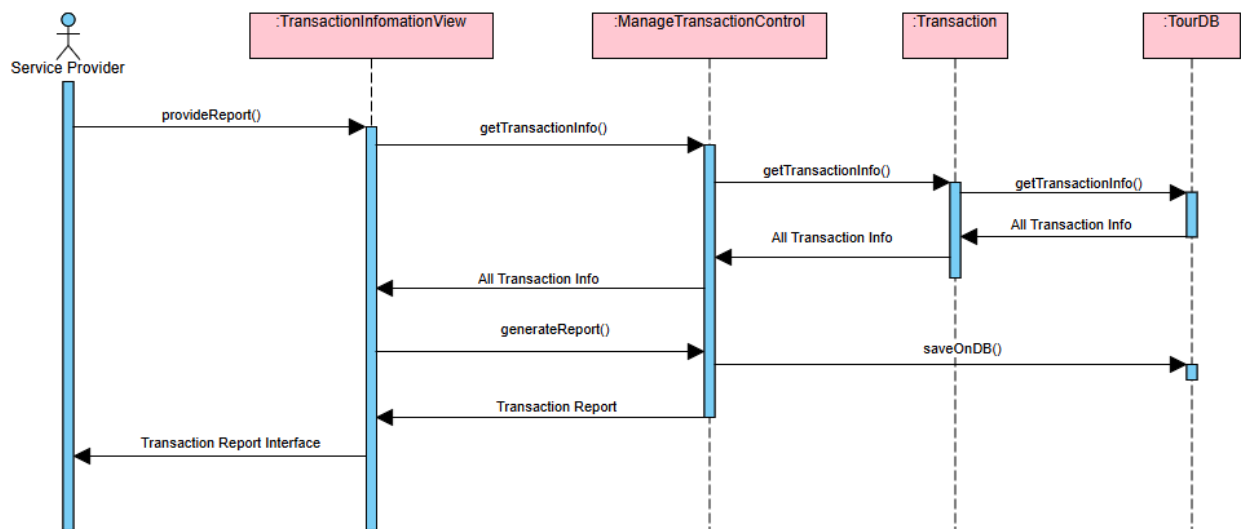 :TransactionInfomationView
:ManageTransactionControl
:Transaction
:TourDB
Service Provider
provideReport()
getTransactionInfo()
getTransactionInfo()
getTransactionInfo()
All Transaction Info
All Transaction Info
All Transaction Info
generateReport()
saveOnDB()
Transaction Report
Transaction Report Interface